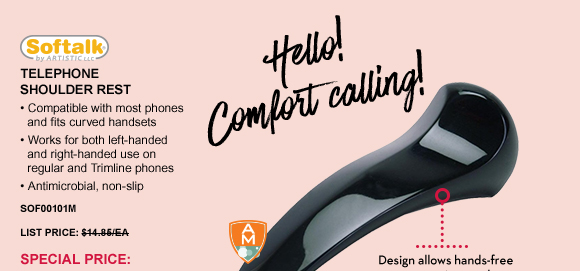 Softalk
by ARTISTIC LLC
TELEPHONE
SHOULDER REST
• Compatible with most phones
and fits curved handsets
• Works for both left-handed
and right-handed use on
regular and Trimline phones
• Antimicrobial, non-slip
SOF00101M
LIST PRICE: $14.85/EA
SPECIAL PRICE:
Hello!
Comfort calling!
AM
Design allows hands-free